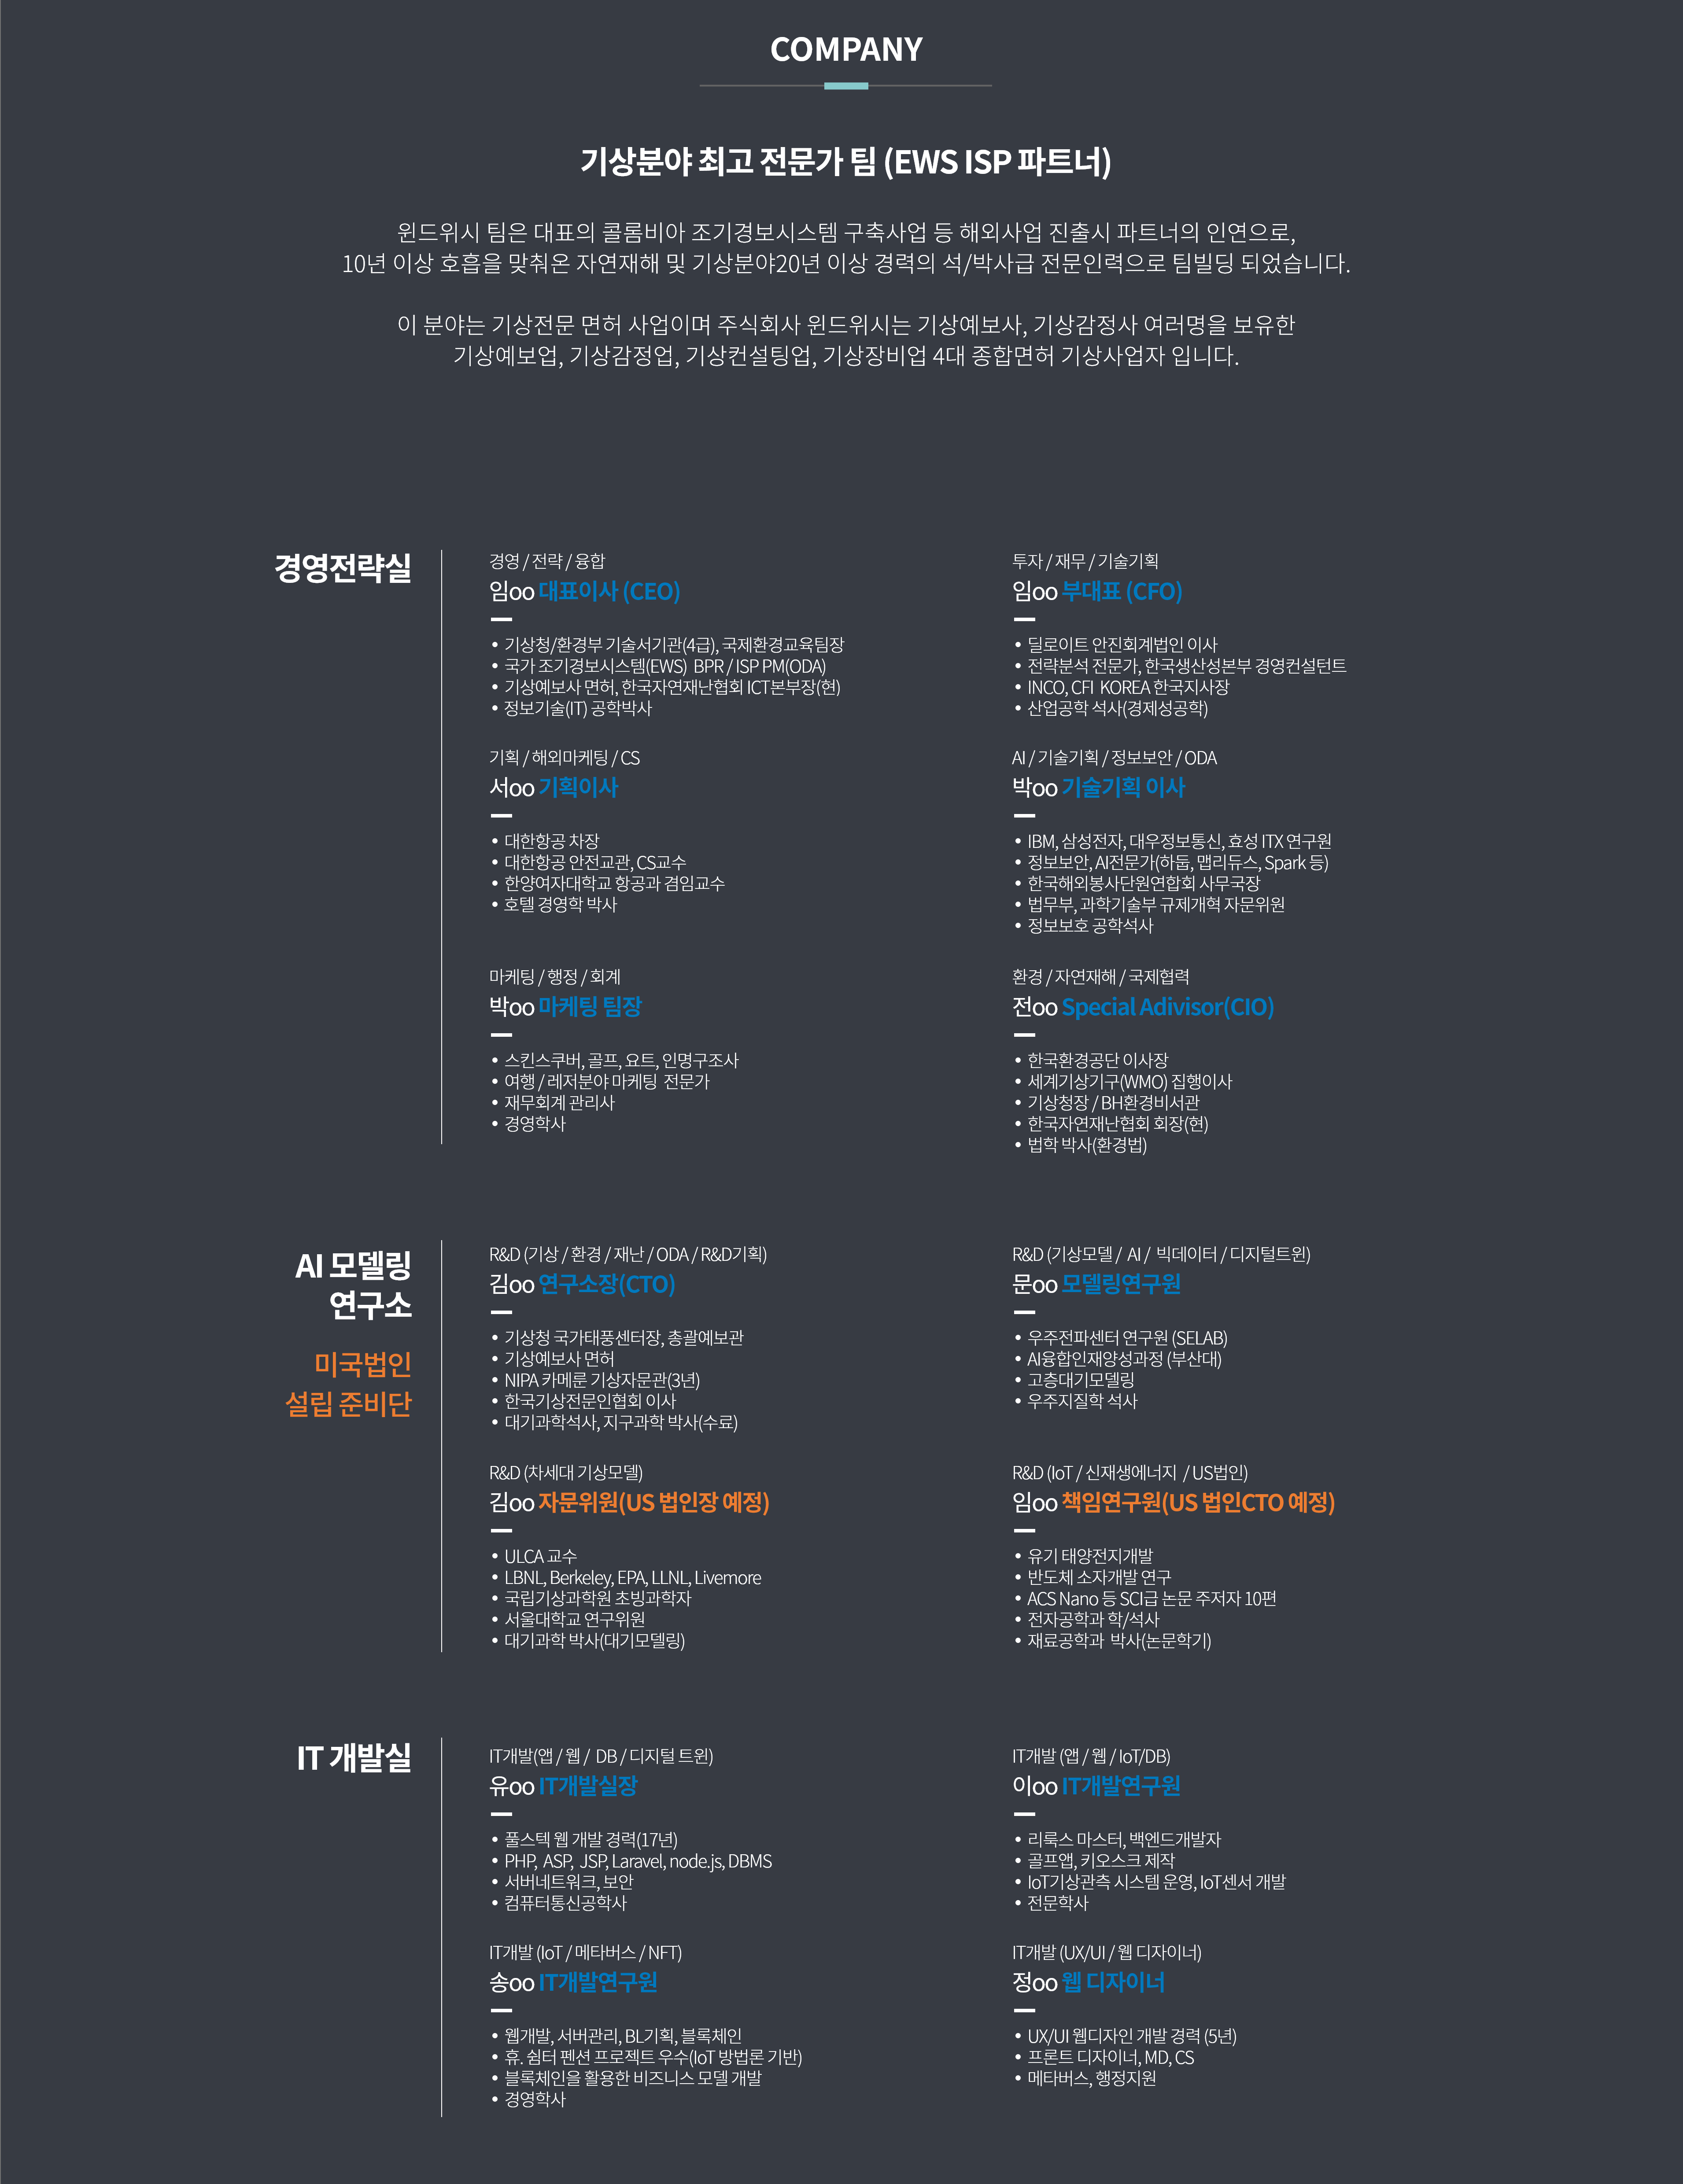 COMPANY
기상분야 최고 전문가 팀 (EWS ISP 파트너)
윈드위시 팀은 대표의 콜롬비아 조기경보시스템 구축사업 등 해외사업 진출시 파트너의 인연으로,
10년 이상 호흡을 맞춰온 자연재해 및 기상분야20년 이상 경력의 석/박사급 전문인력으로 팀빌딩 되었습니다.
이 분야는 기상전문 면허 사업이며 주식회사 윈드위시는 기상예보사, 기상감정사 여러명을 보유한
기상예보업, 기상감정업, 기상컨설팅업, 기상장비업 4대 종합면허 기상사업자 입니다.
경영전략실
경영 / 전략 / 융합
임oo 대표이사 (CEO)
• 기상청/환경부 기술서기관(4급), 국제환경교육팀장
• 국가 조기경보시스템(EWS) BPR / ISP PM(ODA)
• 기상예보사 면허, 한국자연재난협회 ICT본부장(현)
• 정보기술(IT) 공학박사
투자 / 재무 / 기술기획
임oo 부대표 (CFO)
• 딜로이트 안진회계법인 이사
• 전략분석 전문가, 한국생산성본부 경영컨설턴트
• INCO, CFI KOREA 한국지사장
• 산업공학 석사(경제성공학)
기획 / 해외마케팅 / CS
서oo 기획이사
• 대한항공 차장
• 대한항공 안전교관, CS교수
• 한양여자대학교 항공과 겸임교수
• 호텔 경영학 박사
AI / 기술기획 / 정보보안 / ODA
박oo 기술기획 이사
• IBM, 삼성전자, 대우정보통신, 효성 ITX 연구원
• 정보보안, AI전문가(하둡, 맵리듀스, Spark 등)
• 한국해외봉사단원연합회 사무국장
• 법무부, 과학기술부 규제개혁 자문위원
• 정보보호 공학석사
마케팅 / 행정 / 회계
박oo 마케팅 팀장
• 스킨스쿠버, 골프, 요트, 인명구조사
• 여행 / 레저분야 마케팅 전문가
• 재무회계 관리사
• 경영학사
환경 / 자연재해 / 국제협력
전oo Special Adivisor(CIO)
• 한국환경공단 이사장
• 세계기상기구(WMO) 집행이사
• 기상청장 / BH환경비서관
• 한국자연재난협회 회장(현)
• 법학 박사(환경법)
AI 모델링
연구소
미국법인
설립 준비단
R&D (기상 / 환경 / 재난 / ODA / R&D기획)
김oo 연구소장(CTO)
• 기상청 국가태풍센터장, 총괄예보관
• 기상예보사 면허
• NIPA 카메룬 기상자문관(3년)
• 한국기상전문인협회 이사
• 대기과학석사, 지구과학 박사(수료)
R&D (기상모델 / AI / 빅데이터 / 디지털트윈)
문oo 모델링연구원
• 우주전파센터 연구원 (SELAB)
• AI융합인재양성과정 (부산대)
• 고층대기모델링
• 우주지질학 석사
R&D (차세대 기상모델)
김oo 자문위원(US 법인장 예정)
• ULCA 교수
• LBNL, Berkeley, EPA, LLNL, Livemore
• 국립기상과학원 초빙과학자
• 서울대학교 연구위원
• 대기과학 박사(대기모델링)
R&D (IoT / 신재생에너지 / US법인)
임oo 책임연구원(US 법인CTO 예정)
• 유기 태양전지개발
• 반도체 소자개발 연구
• ACS Nano 등 SCI급 논문 주저자 10편
• 전자공학과 학/석사
• 재료공학과 박사(논문학기)
IT 개발실
IT개발(앱 / 웹 / DB / 디지털 트윈)
유oo IT개발실장
• 풀스텍 웹 개발 경력(17년)
• PHP, ASP, JSP, Laravel, node.js, DBMS
• 서버네트워크, 보안
• 컴퓨터통신공학사
IT개발 (앱 / 웹 / IoT/DB)
이oo IT개발연구원
• 리룩스 마스터, 백엔드개발자
• 골프앱, 키오스크 제작
• IoT기상관측 시스템 운영, IoT센서 개발
• 전문학사
IT개발 (IoT / 메타버스 / NFT)
송oo IT개발연구원
• 웹개발, 서버관리, BL기획, 블록체인
• 휴. 쉼터 펜션 프로젝트 우수(IoT 방법론 기반)
• 블록체인을 활용한 비즈니스 모델 개발
• 경영학사
IT개발 (UX/UI / 웹 디자이너)
정oo 웹 디자이너
• UX/UI 웹디자인 개발 경력 (5년)
• 프론트 디자이너, MD, CS
• 메타버스, 행정지원